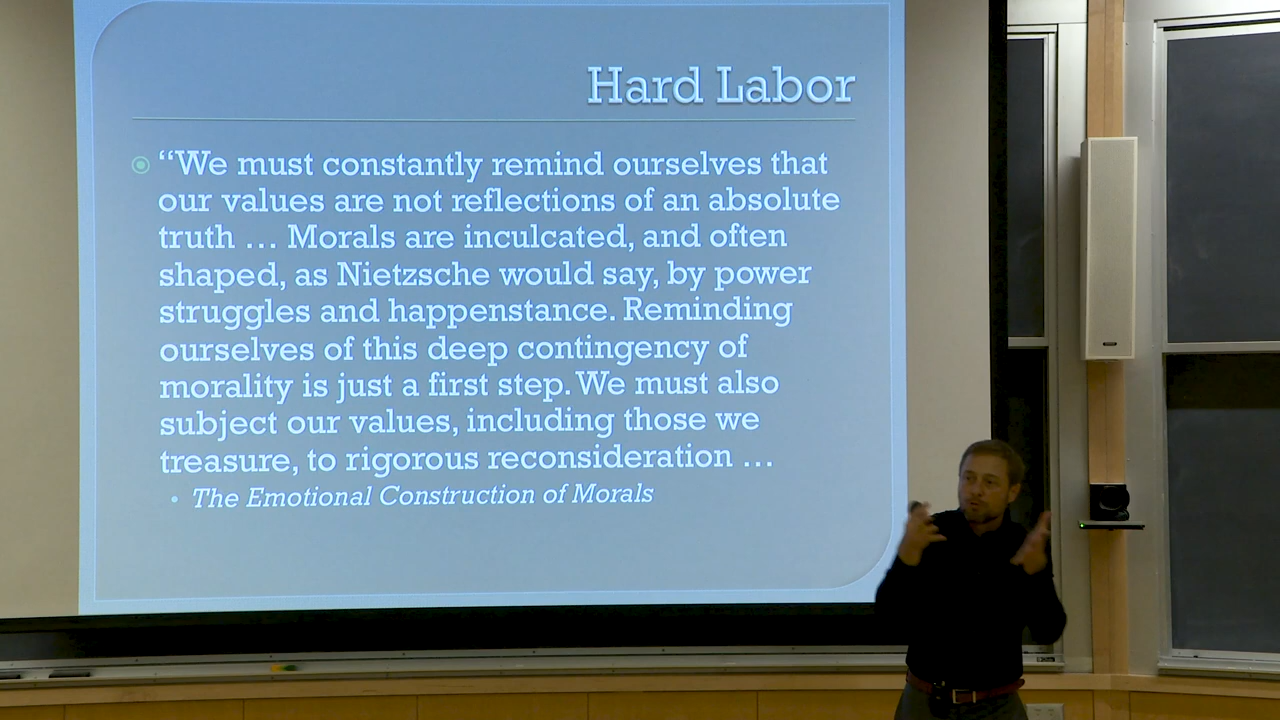 Hard Labor
“We must constantly remind ourselves that
our values are not reflections of an absolute
truth … Morals are inculcated, and often
shaped, as Nietzsche would say, by power
struggles and happenstance. Reminding
ourselves of this deep contingency of
morality is just a first step. We must also
subject our values, including those we
treasure, to rigorous reconsideration …
The Emotional Construction of Morals